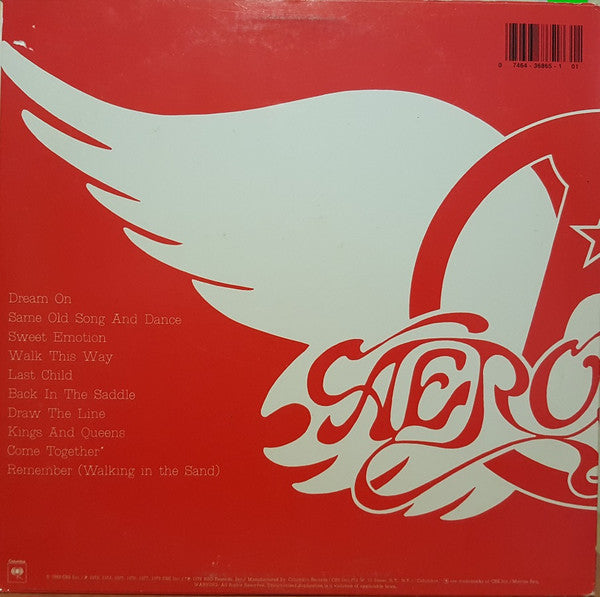 0 7464-36865-1 01
AERO
Dream On
Same Old Song And Dance
Sweet Emotion
Walk This Way
Last Child
Back In The Saddle
Draw The Line
Kings And Queens
Come Together*
Remember (Walking in the Sand)
Columbia